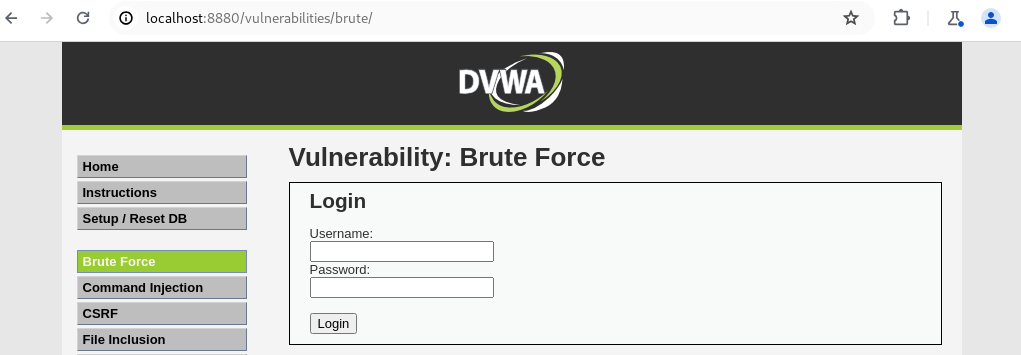 localhost:8880/vulnerabilities/brute/
DVWA
Home
Instructions
Setup / Reset DB
Brute Force
Command Injection
CSRF
File Inclusion
Vulnerability: Brute Force
Login
Username:
Password:
Login